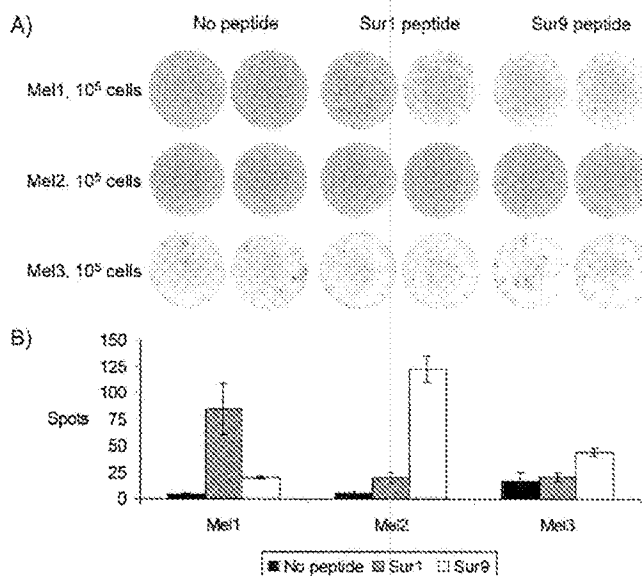 A)
No peptide Sur1 peptide Sur9 peptide
Mel1, 10⁵ cells
Mel2, 10⁵ cells
Mel3, 10⁵ cells
B)
150
125
100
75
50
25
0
Spots
Mel1 Mel2 Mel3
No peptide Sur1 Sur9